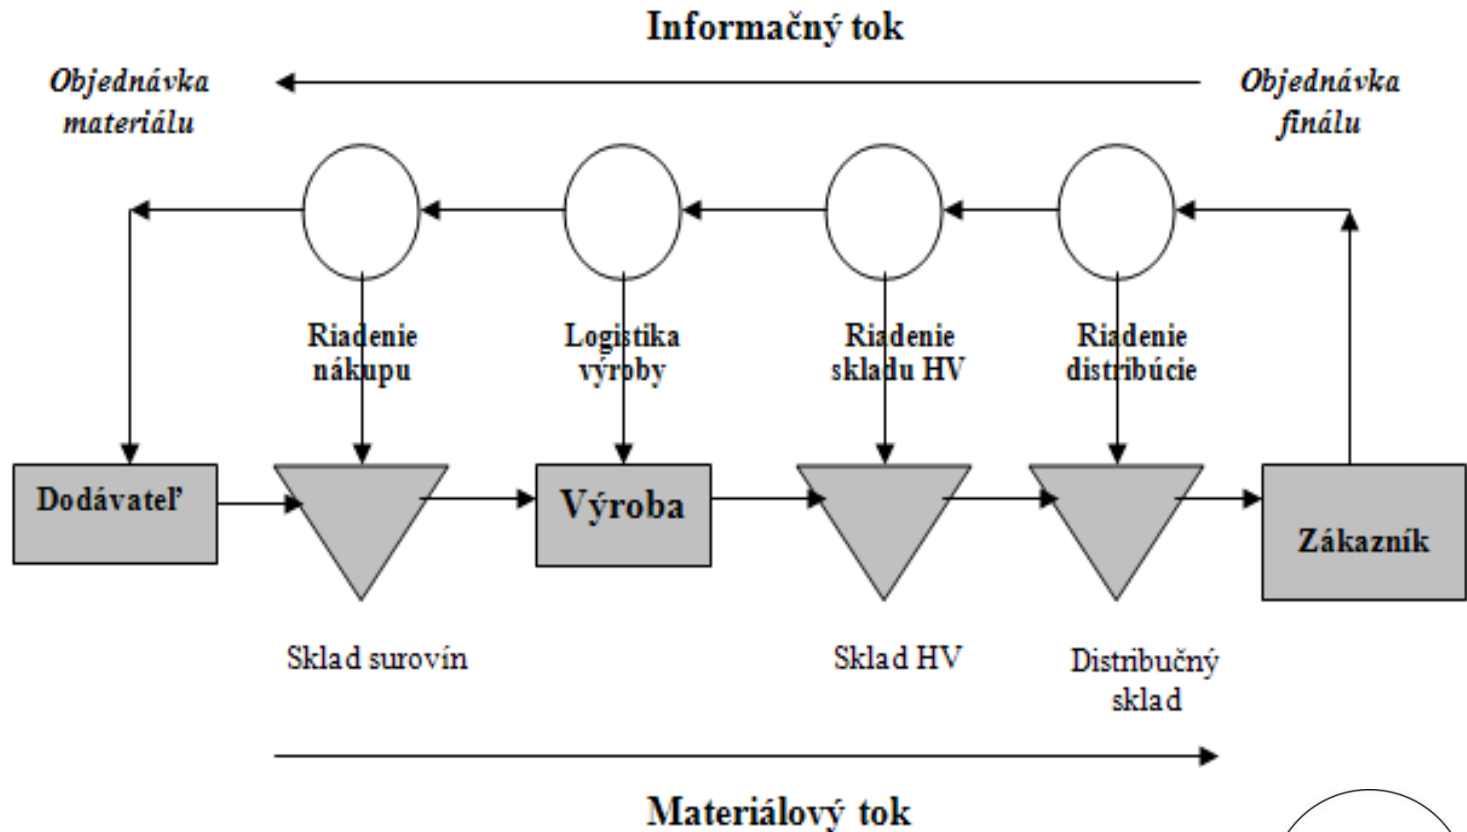 Informačný tok
Objednávka
materiálu
Objednávka
finálu
Riadenie
nákupu
Logistika
výroby
Riadenie
skladu HV
Riadenie
distribúcie
Dodávateľ
Výroba
Zákazník
Sklad surovín
Sklad HV
Distribučný
sklad
Materiálový tok